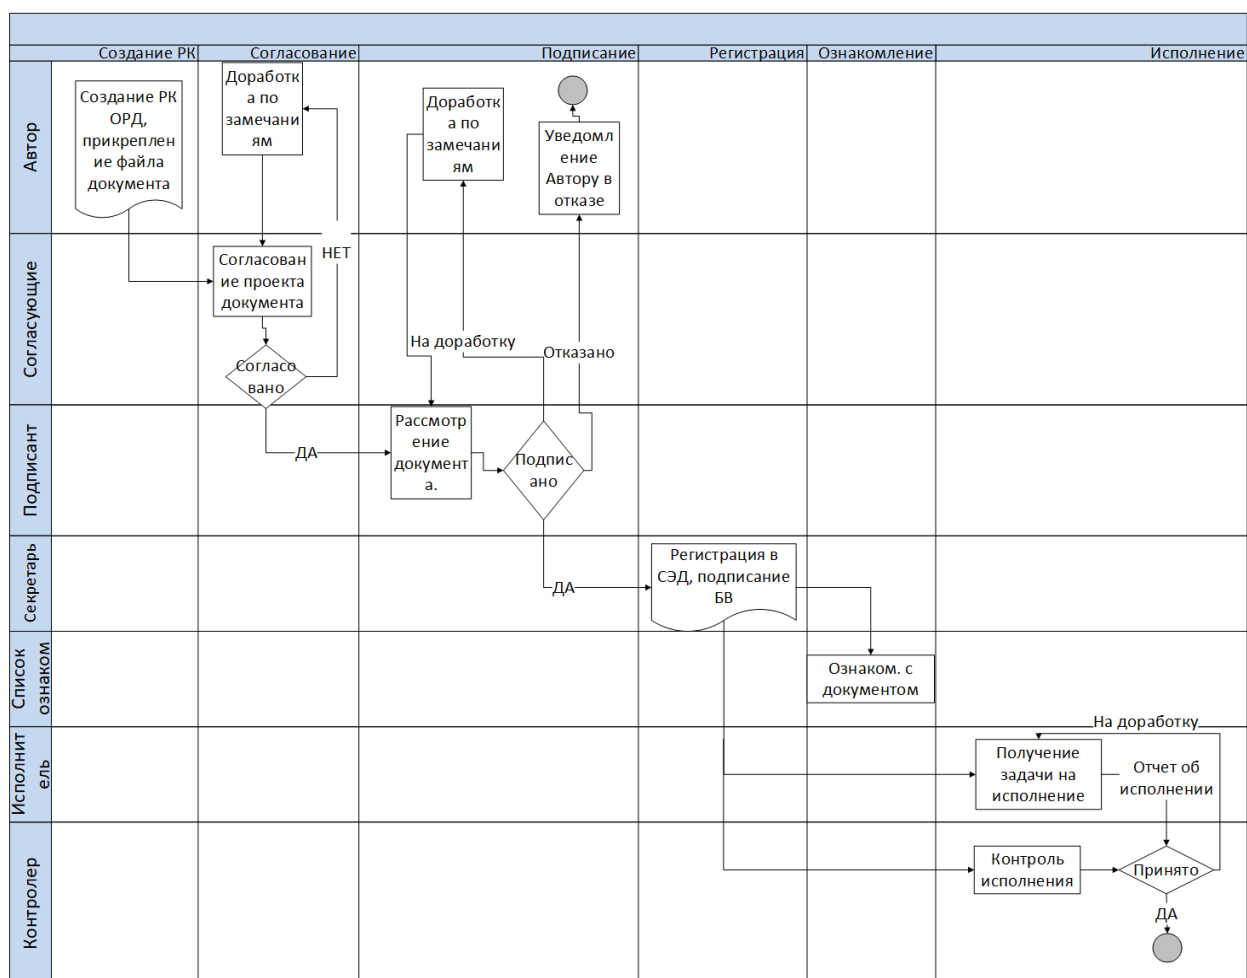 Создание РК
Согласование
Подписание
Регистрация
Ознакомление
Исполнение
Автор
Создание РК
ОРД,
прикреплен
ие файла
документа
Доработк
а по
замечани
ям
Доработк
а по
замечани
ям
Уведомл
ение
Автору в
отказе
Согласующие
Согласован
ие проекта
документа
НЕТ
Согласо
вано
На доработку
Отказано
Подписант
ДА
Рассмотр
ение
документ
а.
Подпис
ано
Секретарь
ДА
Регистрация в
СЭД, подписание
БВ
Список
ознаком
Ознаком. с
документом
Исполнит
ель
На доработку
Получение
задачи на
исполнение
Отчет об
исполнении
Контролер
Контроль
исполнения
Принято
ДА